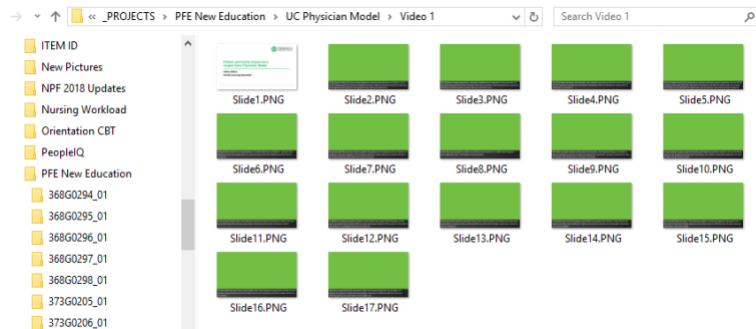 « _PROJECTS > PFE New Education > UC Physician Model > Video 1
Search Video 1
ITEM ID
New Pictures
NPF 2018 Updates
Nursing Workload
Orientation CBT
PeopleIQ
PFE New Education
368G0294_01
368G0295_01
368G0296_01
368G0297_01
368G0298_01
373G0205_01
373G0206_01
Slide1.PNG
Slide2.PNG
Slide3.PNG
Slide4.PNG
Slide5.PNG
Slide6.PNG
Slide7.PNG
Slide8.PNG
Slide9.PNG
Slide10.PNG
Slide11.PNG
Slide12.PNG
Slide13.PNG
Slide14.PNG
Slide15.PNG
Slide16.PNG
Slide17.PNG